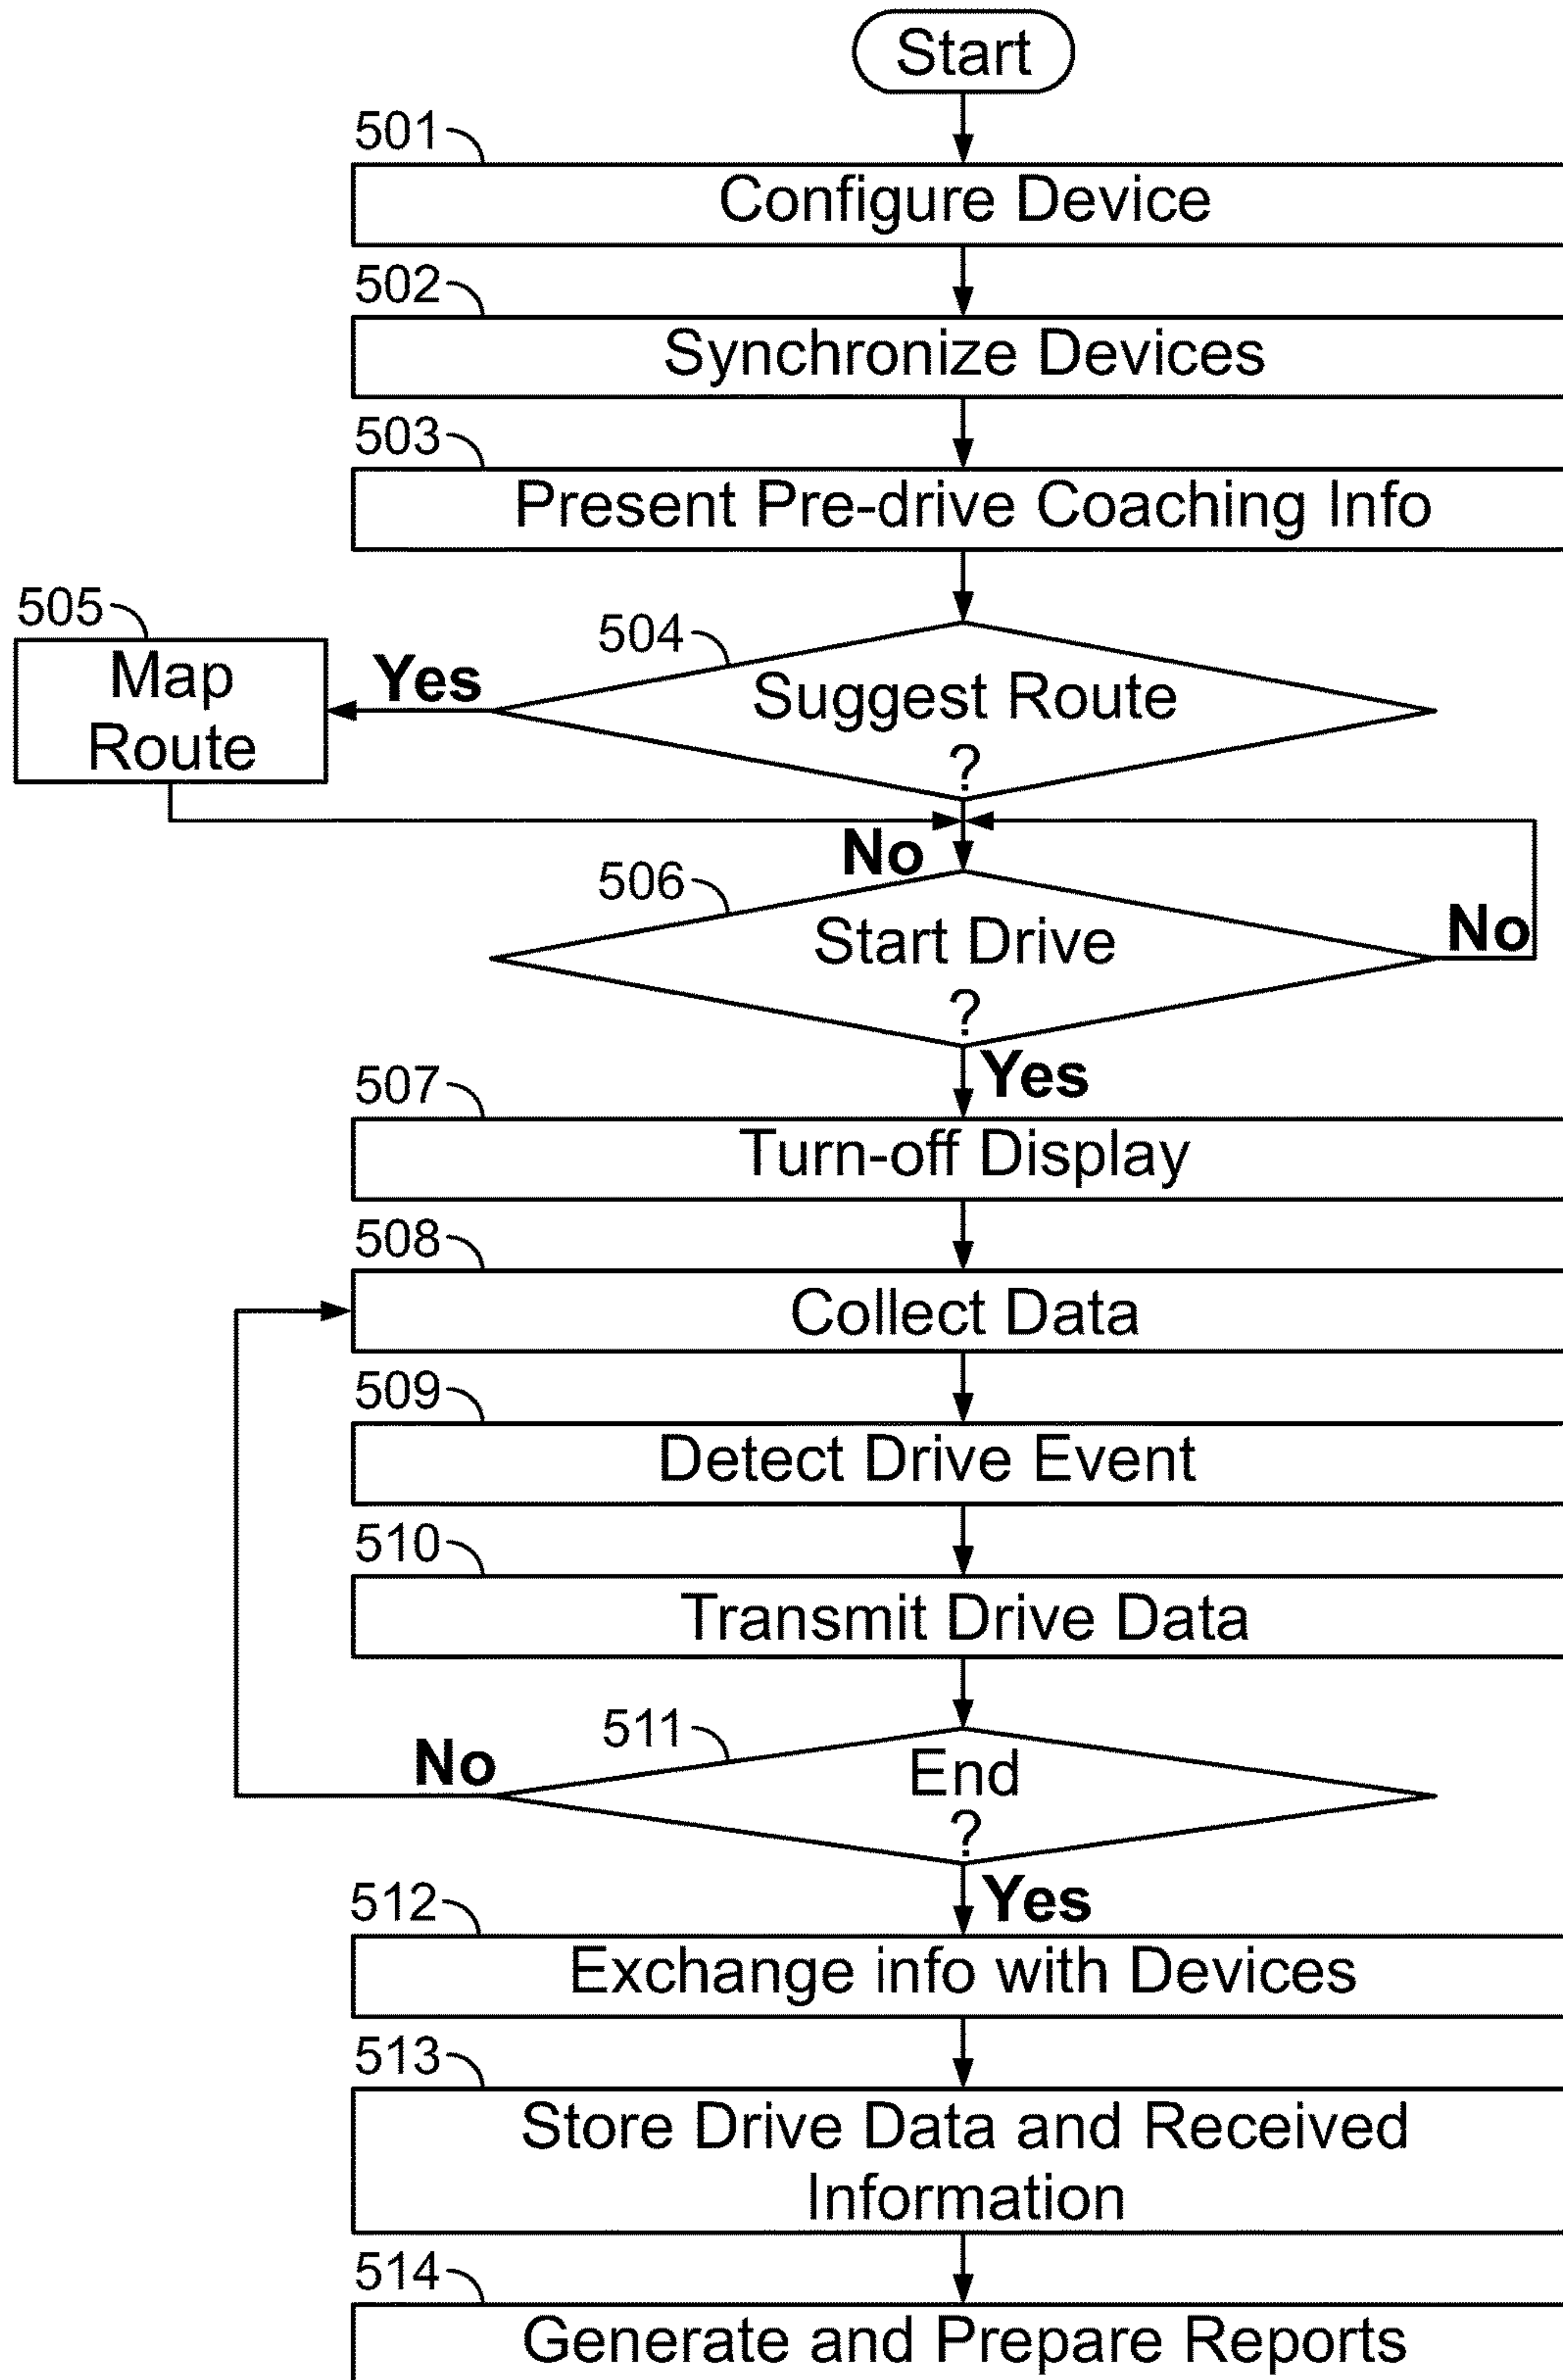 Start
501
Configure Device
502
Synchronize Devices
503
Present Pre-drive Coaching Info
505
Map
Route
Yes
504
Suggest Route
?
No
506
Start Drive
?
No
Yes
507
Turn-off Display
508
Collect Data
509
Detect Drive Event
510
Transmit Drive Data
511
End
?
No
Yes
512
Exchange info with Devices
513
Store Drive Data and Received
Information
514
Generate and Prepare Reports